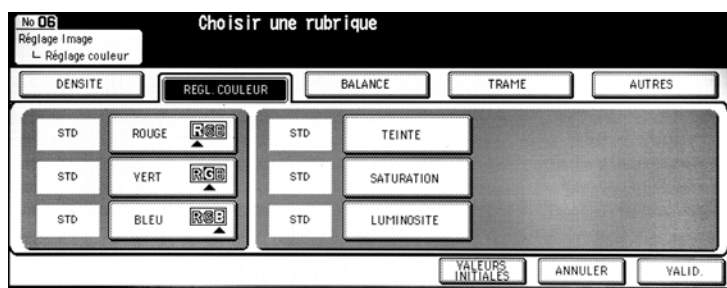 No 06
Choisir une rubrique
Réglage Image
Réglage couleur
DENSITE
REGL. COULEUR
BALANCE
TRAME
AUTRES
STD ROUGE RGB STD TEINTE
STD VERT RGB STD SATURATION
STD BLEU RGB STD LUMINOSITE
VALEURS INITIALES
ANNULER
VALID.